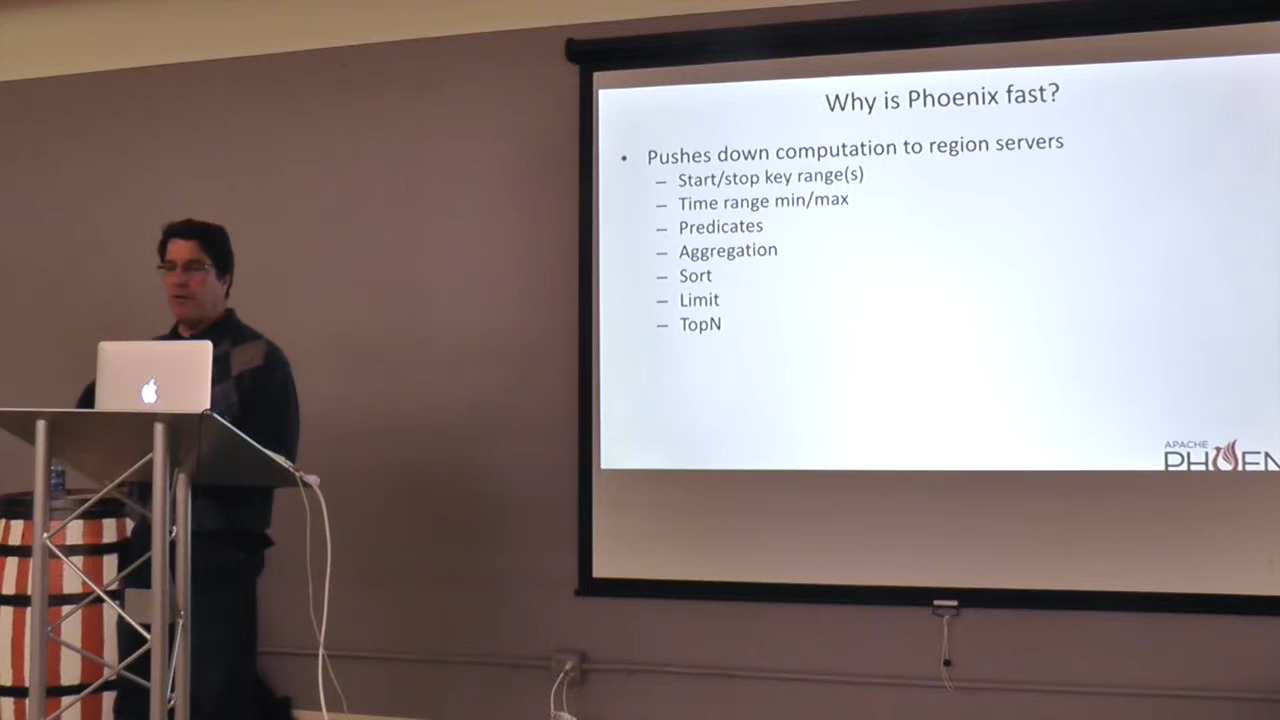 Why is Phoenix fast?
• Pushes down computation to region servers
– Start/stop key range(s)
– Time range min/max
– Predicates
– Aggregation
– Sort
– Limit
– TopN
APACHE
PHOEN